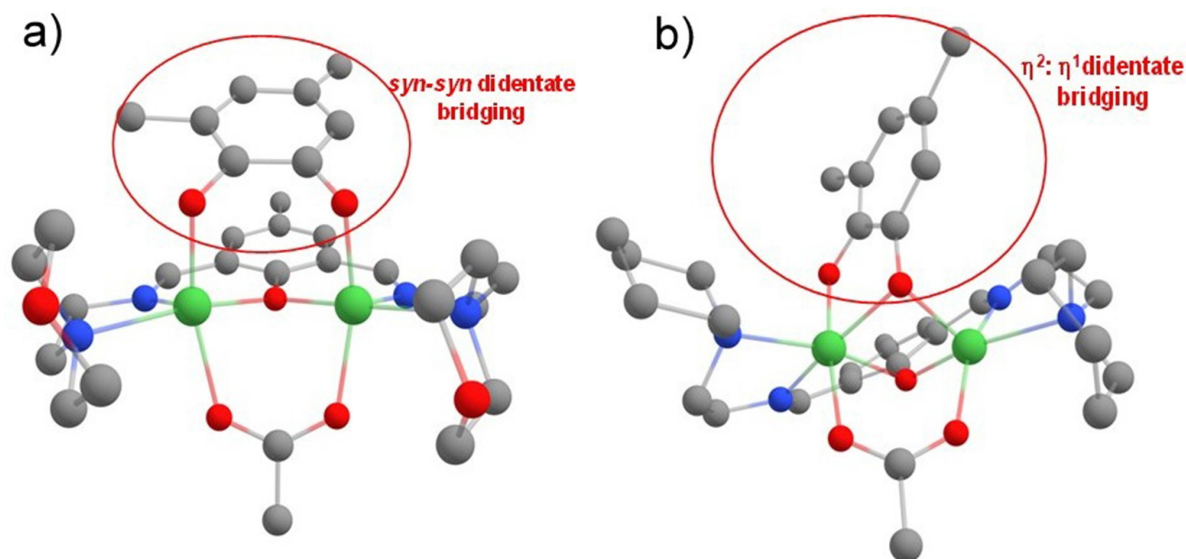 a)
syn-syn didentate
bridging
b)
η²: η¹didentate
bridging